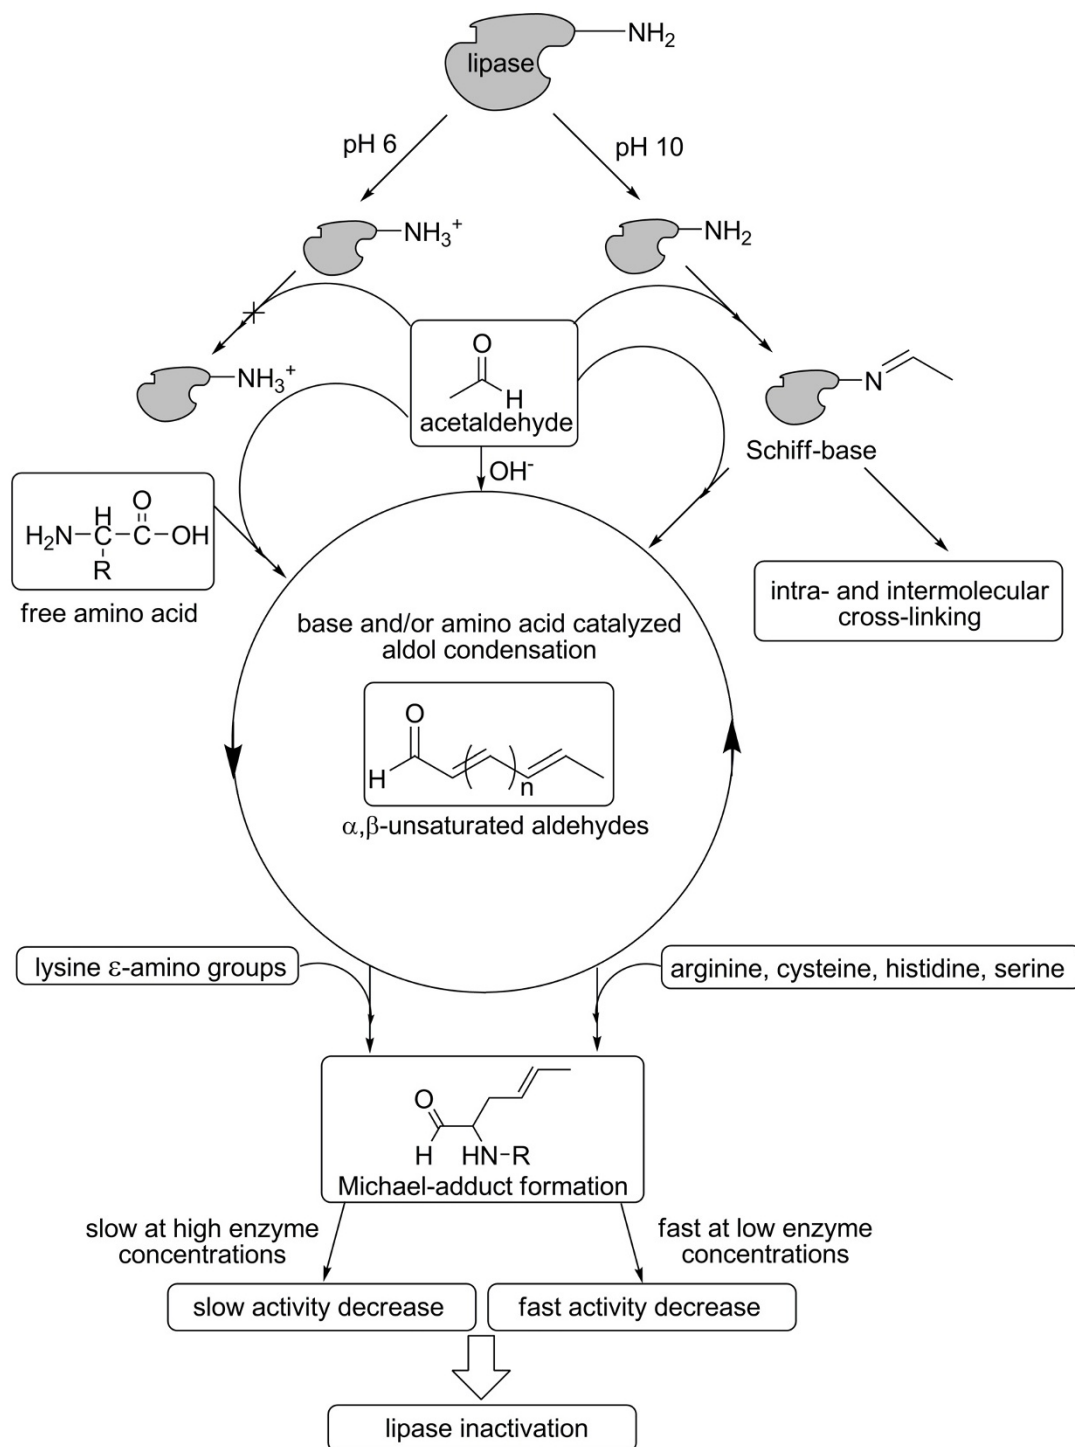 lipase
NH₂
pH 6
pH 10
NH₃⁺
NH₂
NH₃⁺
O
H
acetaldehyde
OH⁻
N
Schiff-base
O
H
H₂N-C-C-OH
R
free amino acid
intra- and intermolecular
cross-linking
base and/or amino acid catalyzed
aldol condensation
O
H
n
α,β-unsaturated aldehydes
lysine ε-amino groups
arginine, cysteine, histidine, serine
O
H
HN-R
Michael-adduct formation
slow at high enzyme
concentrations
fast at low enzyme
concentrations
slow activity decrease
fast activity decrease
lipase inactivation